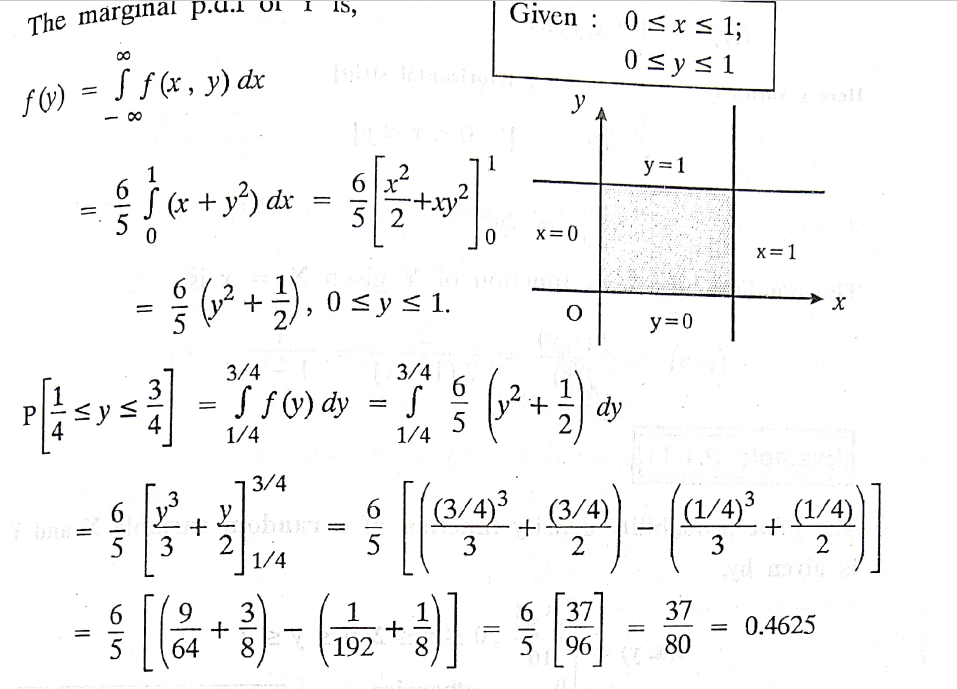 The marginal p.d.f of Y is,
Given : 0 ≤ x ≤ 1;
0 ≤ y ≤ 1
f(y) = ∫_{-∞}^{∞} f(x, y) dx
= 6/5 ∫_0^1 (x + y²) dx = 6/5 [x²/2 + xy²]_0^1
= 6/5 (y² + 1/2), 0 ≤ y ≤ 1.
y
y=1
x=0
x=1
O
y=0
x
P[1/4 ≤ y ≤ 3/4] = ∫_{1/4}^{3/4} f(y) dy = ∫_{1/4}^{3/4} 6/5 (y² + 1/2) dy
= 6/5 [y³/3 + y/2]_{1/4}^{3/4} = 6/5 [((3/4)³/3 + (3/4)/2) ((1/4)³/3 + (1/4)/2)]
= 6/5 [(9/64 + 3/8) − (1/192 + 1/8)] = 6/5 [37/96] = 37/80 = 0.4625